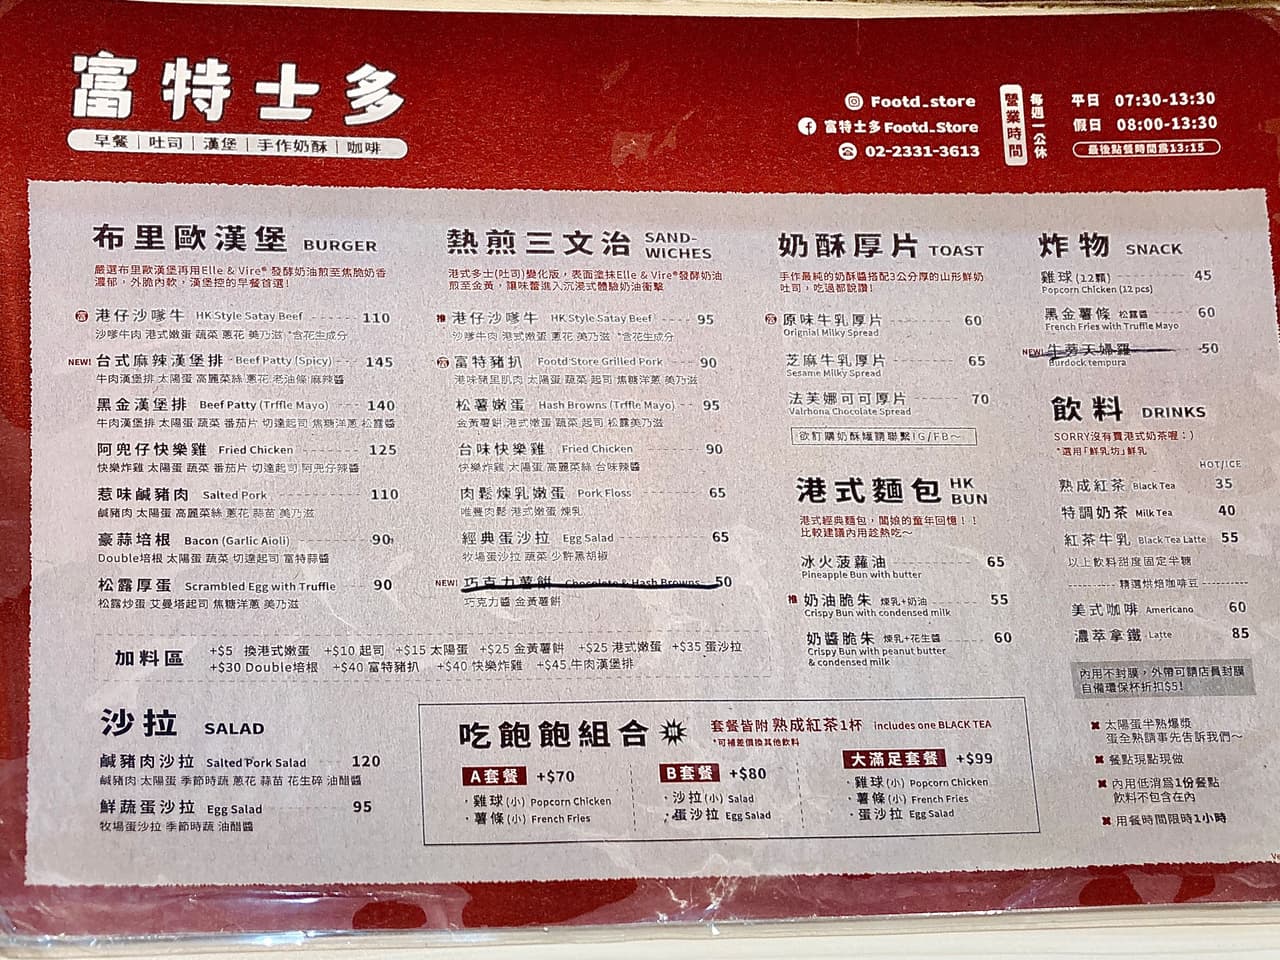 富特士多
早餐 | 吐司 | 漢堡 | 手作奶酥 | 咖啡
Footd_store
富特士多Footd_Store
02-2331-3613
營業時間
每週一公休
平日 07:30-13:30
假日 08:00-13:30
最後點餐時間為13:15
布里歐漢堡 BURGER
嚴選布里歐漢堡再用Elle & Vire®發酵奶油煎至焦脆奶香
濃郁,外脆內軟,漢堡控的早餐首選!
港仔沙嗲牛 HK Style Satay Beef 110
沙嗲牛肉 港式嫩蛋 蔬菜 蔥花 美乃滋 *含花生成分
NEW! 台式麻辣漢堡排 Beef Patty (Spicy) 145
牛肉漢堡排 太陽蛋 高麗菜絲 蔥花 老油條 麻辣醬
黑金漢堡排 Beef Patty (Trffle Mayo) 140
牛肉漢堡排 太陽蛋 蔬菜 番茄片 切達起司 焦糖洋蔥 松露醬
阿兜仔快樂雞 Fried Chicken 125
快樂炸雞 太陽蛋 蔬菜 番茄片 切達起司 阿兜仔辣醬
惹味鹹豬肉 Salted Pork 110
鹹豬肉 太陽蛋 高麗菜絲 蔥花 蒜苗 美乃滋
豪蒜培根 Bacon (Garlic Aioli) 90
Double培根 太陽蛋 蔬菜 切達起司 富特蒜醬
松露厚蛋 Scrambled Egg with Truffle 90
松露炒蛋 艾曼塔起司 焦糖洋蔥 美乃滋
熱煎三文治 SAND-
WICHES
港式多士(吐司)變化版,表面塗抹Elle & Vire®發酵奶油
煎至金黃,讓味蕾進入沉浸式體驗奶油衝擊
推 港仔沙嗲牛 HK Style Satay Beef 95
沙嗲牛肉 港式嫩蛋 蔥花 美乃滋 *含花生成分
富特豬扒 Footd Store Grilled Pork 90
港味豬里肌肉 太陽蛋 蔬菜 起司 焦糖洋蔥 美乃滋
松薯嫩蛋 Hash Browns (Trffle Mayo) 95
金黃薯餅 港式嫩蛋 蔬菜 起司 松露美乃滋
台味快樂雞 Fried Chicken 90
快樂炸雞 太陽蛋 高麗菜絲 台味辣醬
肉鬆煉乳嫩蛋 Pork Floss 65
唯豐肉鬆 港式嫩蛋 煉乳
經典蛋沙拉 Egg Salad 65
牧場蛋沙拉 蔬菜 少許黑胡椒
NEW! 巧克力薯餅 Chocolate & Hash Browns 50
巧克力醬 金黃薯餅
加料區
+$5 換港式嫩蛋 +$10 起司 +$15 太陽蛋 +$25 金黃薯餅 +$25 港式嫩蛋 +$35 蛋沙拉
+$30 Double培根 +$40 富特豬扒 +$40 快樂炸雞 +$45 牛肉漢堡排
沙拉 SALAD
鹹豬肉沙拉 Salted Pork Salad 120
鹹豬肉 太陽蛋 季節時蔬 蔥花 蒜苗 花生碎 油醋醬
鮮蔬蛋沙拉 Egg Salad 95
牧場蛋沙拉 季節時蔬 油醋醬
吃飽飽組合
套餐皆附 熟成紅茶1杯 includes one BLACK TEA
*可補差價換其他飲料
A套餐 +$70
·雞球(小) Popcorn Chicken
·薯條(小) French Fries
B套餐 +$80
·沙拉(小) Salad
·蛋沙拉 Egg Salad
大滿足套餐 +$99
·雞球(小) Popcorn Chicken
·薯條(小) French Fries
·蛋沙拉 Egg Salad
奶酥厚片 TOAST
手作最純的奶酥醬搭配3公分厚的山形鮮奶
吐司,吃過都說讚!
原味牛乳厚片 60
Orignial Milky Spread
芝麻牛乳厚片 65
Sesame Milky Spread
法芙娜可可厚片 70
Valrhona Chocolate Spread
欲訂購奶酥罐請聯繫IG/FB~
港式麵包 HK
BUN
港式經典麵包,闆娘的童年回憶!!
比較建議內用趁熱吃~
冰火菠蘿油 65
Pineapple Bun with butter
推 奶油脆朱 煉乳+奶油 55
Crispy Bun with condensed milk
奶醬脆朱 煉乳+花生醬 60
Crispy Bun with peanut butter
& condensed milk
炸物 SNACK
雞球(12顆) 45
Popcorn Chicken (12 pcs)
黑金薯條 松露醬 60
French Fries with Truffle Mayo
NEW! 牛蒡天婦羅 50
Burdock tempura
飲料 DRINKS
SORRY沒有賣港式奶茶喔:)
*選用「鮮乳坊」鮮乳
HOT/ICE
熟成紅茶 Black Tea 35
特調奶茶 Milk Tea 40
紅茶牛乳 Black Tea Latte 55
以上飲料甜度固定半糖
精選烘焙咖啡豆
美式咖啡 Americano 60
濃萃拿鐵 Latte 85
內用不封膜,外帶可請店員封膜
自備環保杯折扣$5!
太陽蛋半熟爆漿
蛋全熟請事先告訴我們~
餐點現點現做
內用低消為1份餐點
飲料不包含在內
用餐時間限時1小時